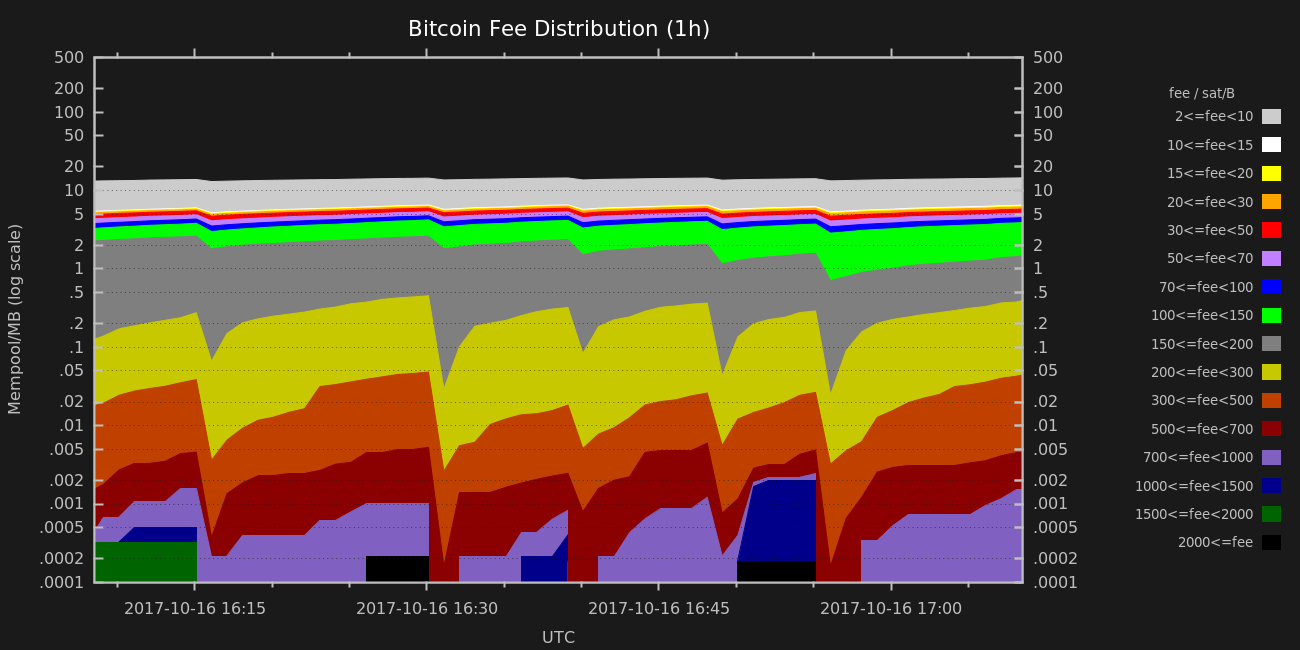 Bitcoin Fee Distribution (1h)
500
200
100
50
20
10
5
2
1
.5
.2
.1
.05
.02
.01
.005
.002
.001
.0005
.0002
.0001
Mempool/MB (log scale)
500
200
100
50
20
10
5
2
1
.5
.2
.1
.05
.02
.01
.005
.002
.001
.0005
.0002
.0001
2017-10-16 16:15
2017-10-16 16:30
2017-10-16 16:45
2017-10-16 17:00
UTC
fee / sat/B
2<=fee<10
10<=fee<15
15<=fee<20
20<=fee<30
30<=fee<50
50<=fee<70
70<=fee<100
100<=fee<150
150<=fee<200
200<=fee<300
300<=fee<500
500<=fee<700
700<=fee<1000
1000<=fee<1500
1500<=fee<2000
2000<=fee